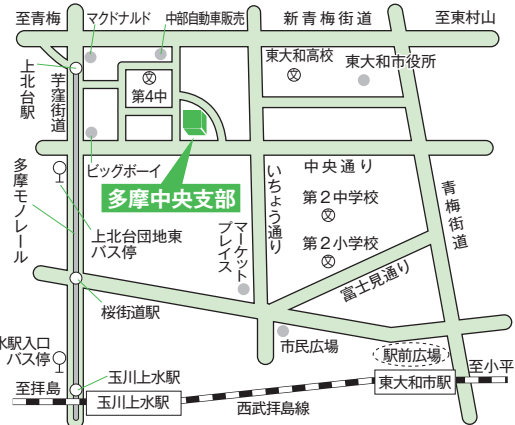 至青梅
マクドナルド
中部自動車販売
新青梅街道
至東村山
上北台駅
芋窪街道
第4中
東大和高校
東大和市役所
ビッグボーイ
多摩中央支部
中央通り
いちょう通り
第2中学校
第2小学校
青梅街道
多摩モノレール
上北台団地東
バス停
マーケット
プレイス
富士見通り
桜街道駅
市民広場
駅前広場
水駅入口
バス停
玉川上水駅
至拝島
玉川上水駅
西武拝島線
東大和市駅
至小平